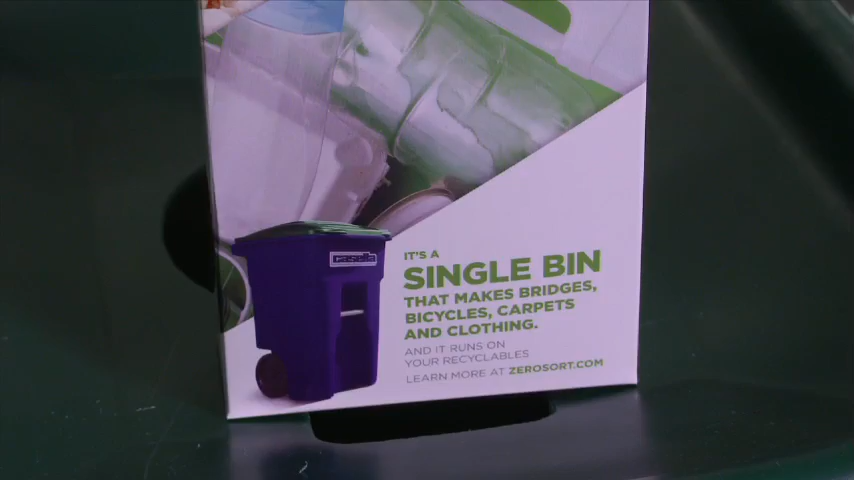 Casella
IT'S A
SINGLE BIN
THAT MAKES BRIDGES,
BICYCLES, CARPETS
AND CLOTHING.
AND IT RUNS ON
YOUR RECYCLABLES
LEARN MORE AT ZEROSORT.COM